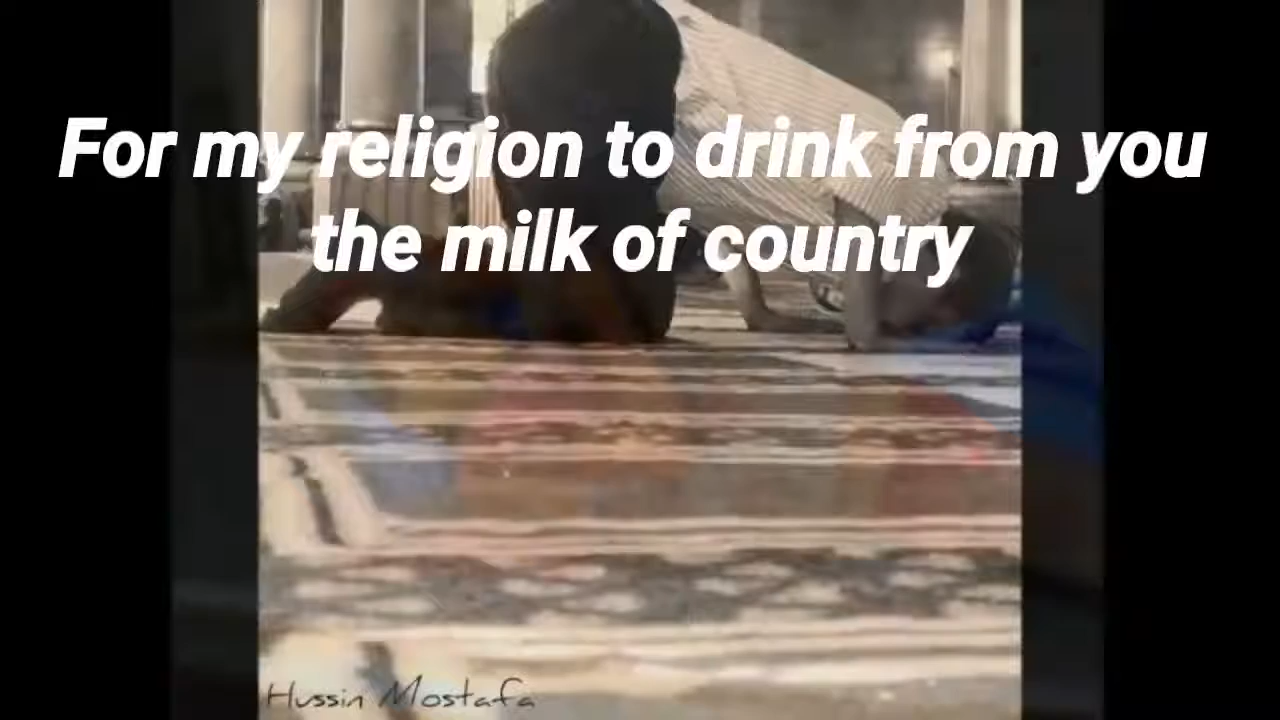 For my religion to drink from you
the milk of country
Hussin Mostafa